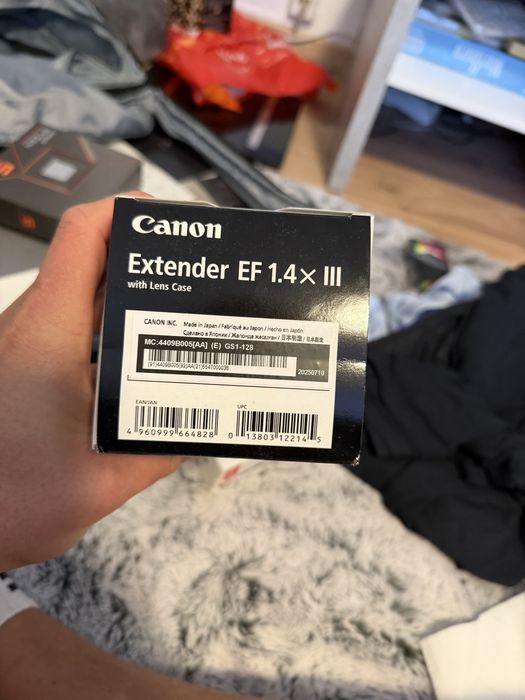 Canon
Extender EF 1.4× III
with Lens Case
CANON INC. Made in Japan / Fabriqué au Japon / Hecho en Japón
Сделано в Японии / Жапонда жасалған / 日本制造 / 日本製造
MC:4409B005[AA] (E) GS1-128
20250710
EAN/JAN
UPC
4 960999 664828
0 13803 12214 5